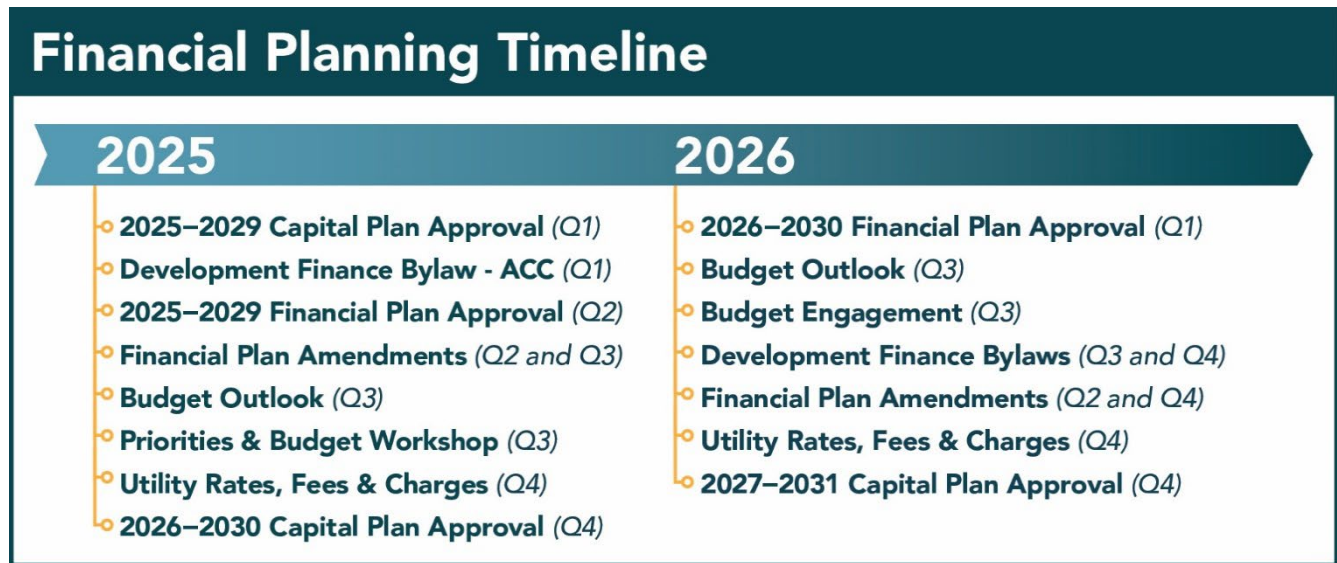 Financial Planning Timeline
2025
2025–2029 Capital Plan Approval (Q1)
Development Finance Bylaw - ACC (Q1)
2025–2029 Financial Plan Approval (Q2)
Financial Plan Amendments (Q2 and Q3)
Budget Outlook (Q3)
Priorities & Budget Workshop (Q3)
Utility Rates, Fees & Charges (Q4)
2026–2030 Capital Plan Approval (Q4)
2026
2026–2030 Financial Plan Approval (Q1)
Budget Outlook (Q3)
Budget Engagement (Q3)
Development Finance Bylaws (Q3 and Q4)
Financial Plan Amendments (Q2 and Q4)
Utility Rates, Fees & Charges (Q4)
2027–2031 Capital Plan Approval (Q4)